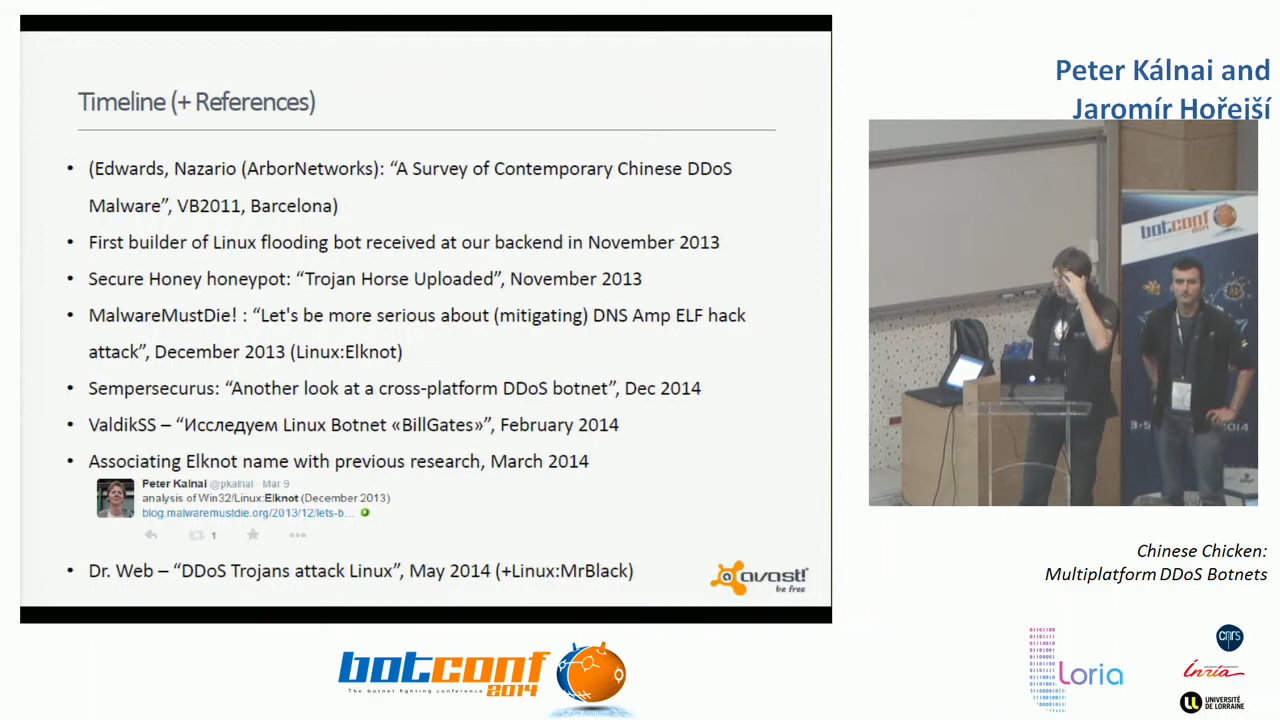 Timeline (+ References)
• (Edwards, Nazario (ArborNetworks): “A Survey of Contemporary Chinese DDoS
Malware”, VB2011, Barcelona)
• First builder of Linux flooding bot received at our backend in November 2013
• Secure Honey honeypot: “Trojan Horse Uploaded”, November 2013
• MalwareMustDie! : “Let's be more serious about (mitigating) DNS Amp ELF hack
attack”, December 2013 (Linux:Elknot)
• Sempersecurus: “Another look at a cross-platform DDoS botnet”, Dec 2014
• ValdikSS – “Исследуем Linux Botnet «BillGates»”, February 2014
• Associating Elknot name with previous research, March 2014
Peter Kalnai @pkalnai · Mar 9
analysis of Win32/Linux:Elknot (December 2013)
blog.malwaremustdie.org/2013/12/lets-b...
1
• Dr. Web – “DDoS Trojans attack Linux”, May 2014 (+Linux:MrBlack)
avast!
be free
Peter Kálnai and
Jaromír Hořejší
botconf
2014
3-5
2014
Chinese Chicken:
Multiplatform DDoS Botnets
botconf
The botnet fighting conference 2014
Loria
cnrs
Inria
UNIVERSITÉ
DE LORRAINE